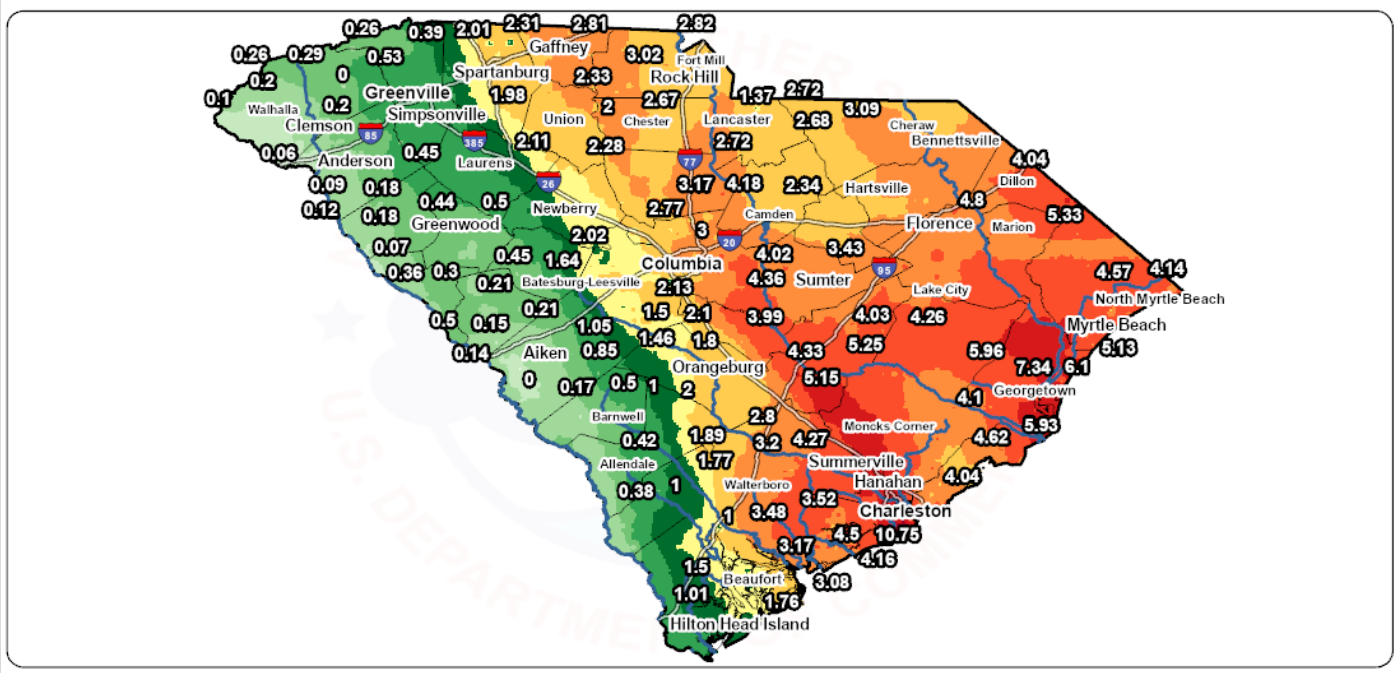 0.26 0.39 2.01 2.31 2.81 2.82
0.26 0.29 0.53 Gaffney 3.02 Fort Mill
0.2 0 Spartanburg 2.33 Rock Hill
0.1 0.2 Greenville 1.98 2 2.67 1.37 2.72
Walhalla Simpsonville Union Chester Lancaster 2.68 3.09
Clemson 85 385 2.11 2.28 2.72 Cheraw
0.06 Anderson 0.45 Laurens 77 Bennettsville
0.09 0.18 26 3.17 4.18 2.34 Hartsville 4.04
Dillon
0.12 0.18 0.44 0.5 Newberry 2.77 Camden 4.8 5.33
Greenwood 3 Florence Marion
0.07 0.45 2.02 20 3.43
0.36 0.3 1.64 Columbia 4.02 95 4.57 4.14
0.21 Batesburg-Leesville 2.13 4.36 Sumter Lake City North Myrtle Beach
0.5 0.15 0.21 1.05 1.5 2.1 3.99 4.03 4.26 Myrtle Beach
0.14 Aiken 0.85 1.46 1.8 4.33 5.25 5.96 5.13
0 0.17 0.5 1 Orangeburg 5.15 7.34 6.1
2 Georgetown
Barnwell 2.8 4.1
0.42 1.89 3.2 4.27 Moncks Corner 4.62 5.93
Allendale 1.77 Summerville
0.38 1 Walterboro 3.52 Hanahan 4.04
1 3.48 Charleston
3.17 4.5 10.75
1.5 4.16
Beaufort 3.08
1.01 1.76
Hilton Head Island